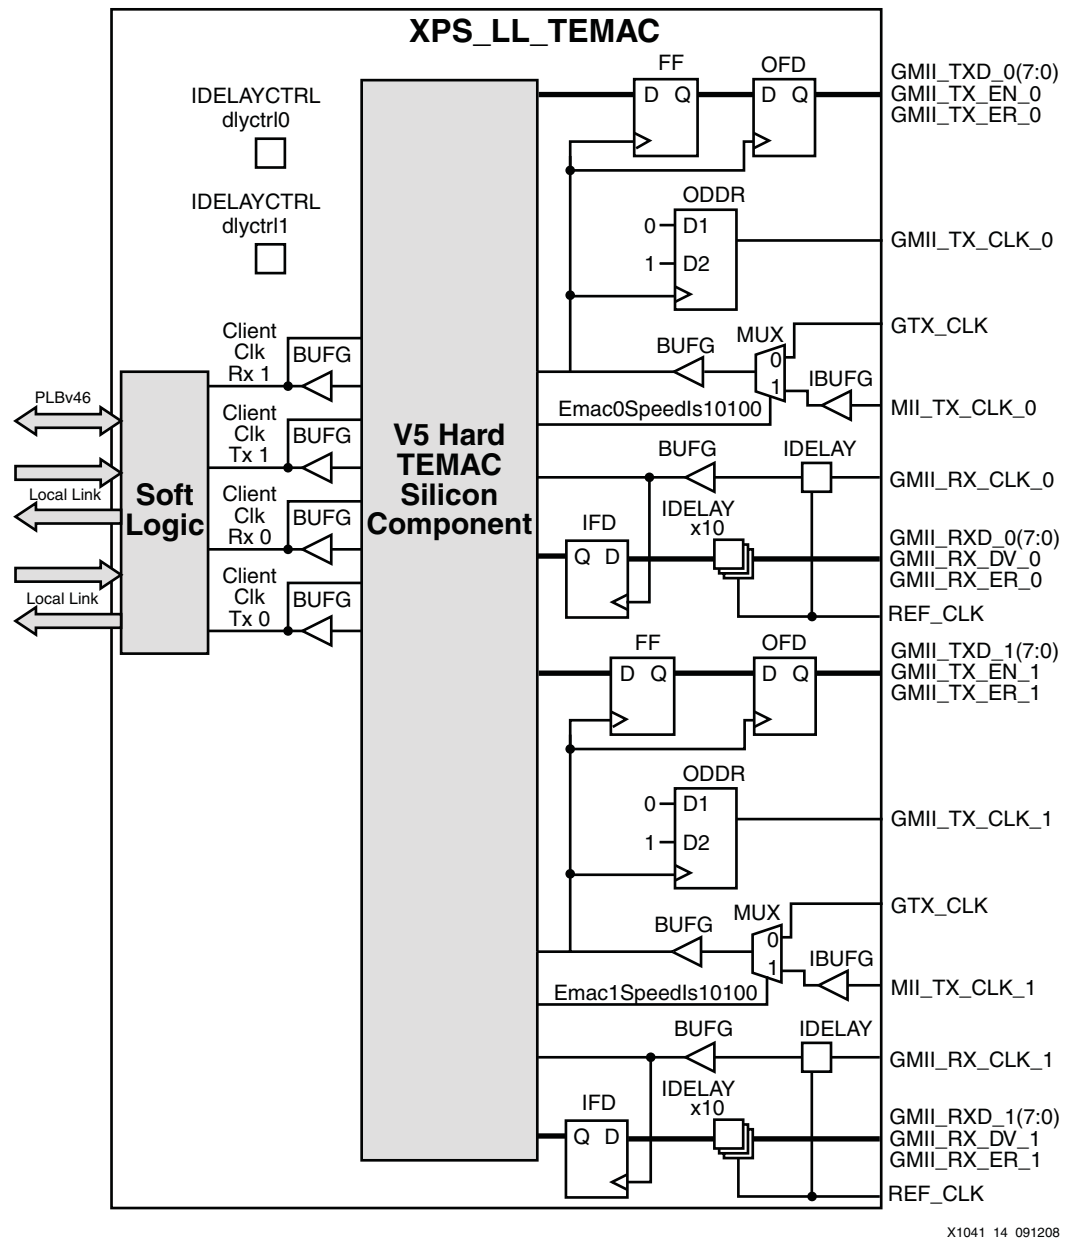 XPS_LL_TEMAC
IDELAYCTRL
dlyctrl0
IDELAYCTRL
dlyctrl1
Client
Clk
Rx 1
BUFG
Client
Clk
Tx 1
BUFG
Client
Clk
Rx 0
BUFG
Client
Clk
Tx 0
BUFG
PLBv46
Local Link
Local Link
Soft
Logic
V5 Hard
TEMAC
Silicon
Component
FF
D Q
OFD
D Q
GMII_TXD_0(7:0)
GMII_TX_EN_0
GMII_TX_ER_0
ODDR
0 D1
1 D2
GMII_TX_CLK_0
GTX_CLK
MUX
0
1
BUFG
IBUFG
MII_TX_CLK_0
Emac0SpeedIs10100
BUFG
IDELAY
GMII_RX_CLK_0
IFD
Q D
IDELAY
x10
GMII_RXD_0(7:0)
GMII_RX_DV_0
GMII_RX_ER_0
REF_CLK
FF
D Q
OFD
D Q
GMII_TXD_1(7:0)
GMII_TX_EN_1
GMII_TX_ER_1
ODDR
0 D1
1 D2
GMII_TX_CLK_1
GTX_CLK
MUX
0
1
BUFG
IBUFG
MII_TX_CLK_1
Emac1SpeedIs10100
BUFG
IDELAY
GMII_RX_CLK_1
IFD
Q D
IDELAY
x10
GMII_RXD_1(7:0)
GMII_RX_DV_1
GMII_RX_ER_1
REF_CLK
X1041_14_091208